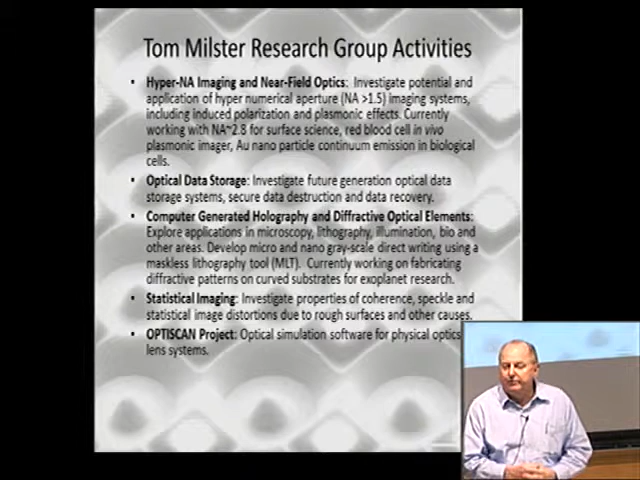 Tom Milster Research Group Activities
• Hyper-NA Imaging and Near-Field Optics: Investigate potential and
application of hyper numerical aperture (NA >1.5) imaging systems,
including induced polarization and plasmonic effects. Currently
working with NA~2.8 for surface science, red blood cell in vivo
plasmonic imager, Au nano particle continuum emission in biological
cells.
• Optical Data Storage: Investigate future generation optical data
storage systems, secure data destruction and data recovery.
• Computer Generated Holography and Diffractive Optical Elements:
Explore applications in microscopy, lithography, illumination, bio and
other areas. Develop micro and nano gray-scale direct writing using a
maskless lithography tool (MLT). Currently working on fabricating
diffractive patterns on curved substrates for exoplanet research.
• Statistical Imaging: Investigate properties of coherence, speckle and
statistical image distortions due to rough surfaces and other causes.
• OPTISCAN Project: Optical simulation software for physical optics
lens systems.